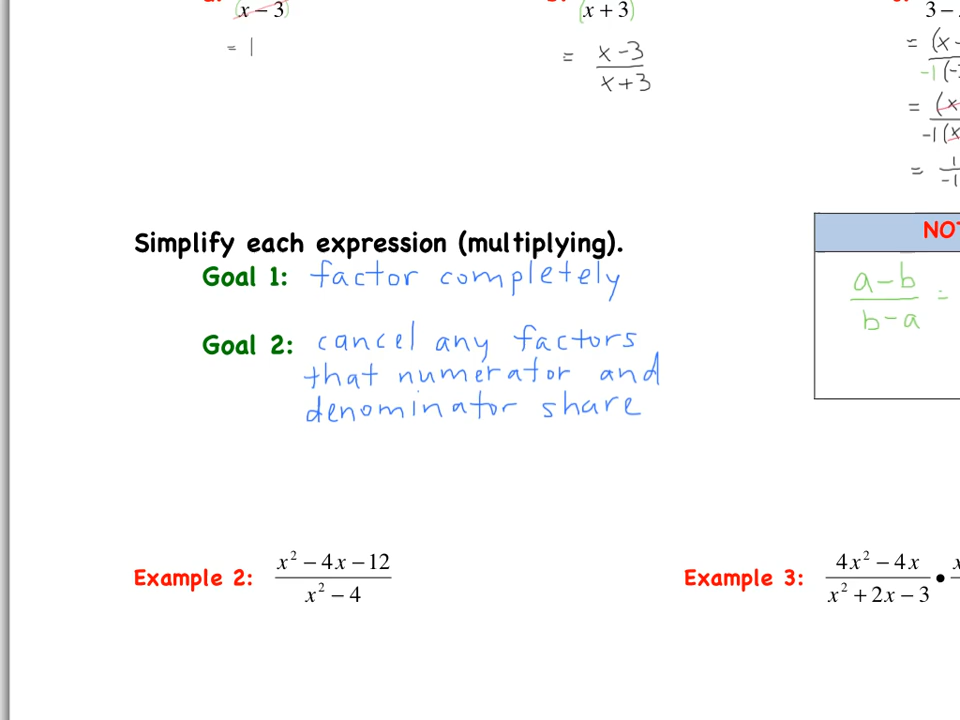 (x − 3)
= 1
(x + 3)
= x-3 / x+3
3 −
= (x
-1(-
= (x
-1(x
= 1 / -1
Simplify each expression (multiplying).
Goal 1: factor completely
Goal 2: cancel any factors
that numerator and
denominator share
NOT
a-b / b-a =
Example 2: x² − 4x − 12 / x² − 4
Example 3: 4x² − 4x / x² + 2x − 3 •